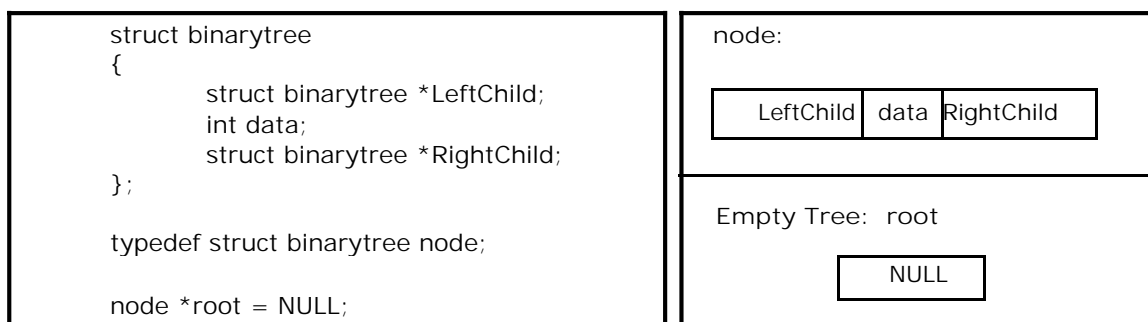 struct binarytree
{
struct binarytree *LeftChild;
int data;
struct binarytree *RightChild;
};
typedef struct binarytree node;
node *root = NULL;
node:
LeftChild data RightChild
Empty Tree: root
NULL